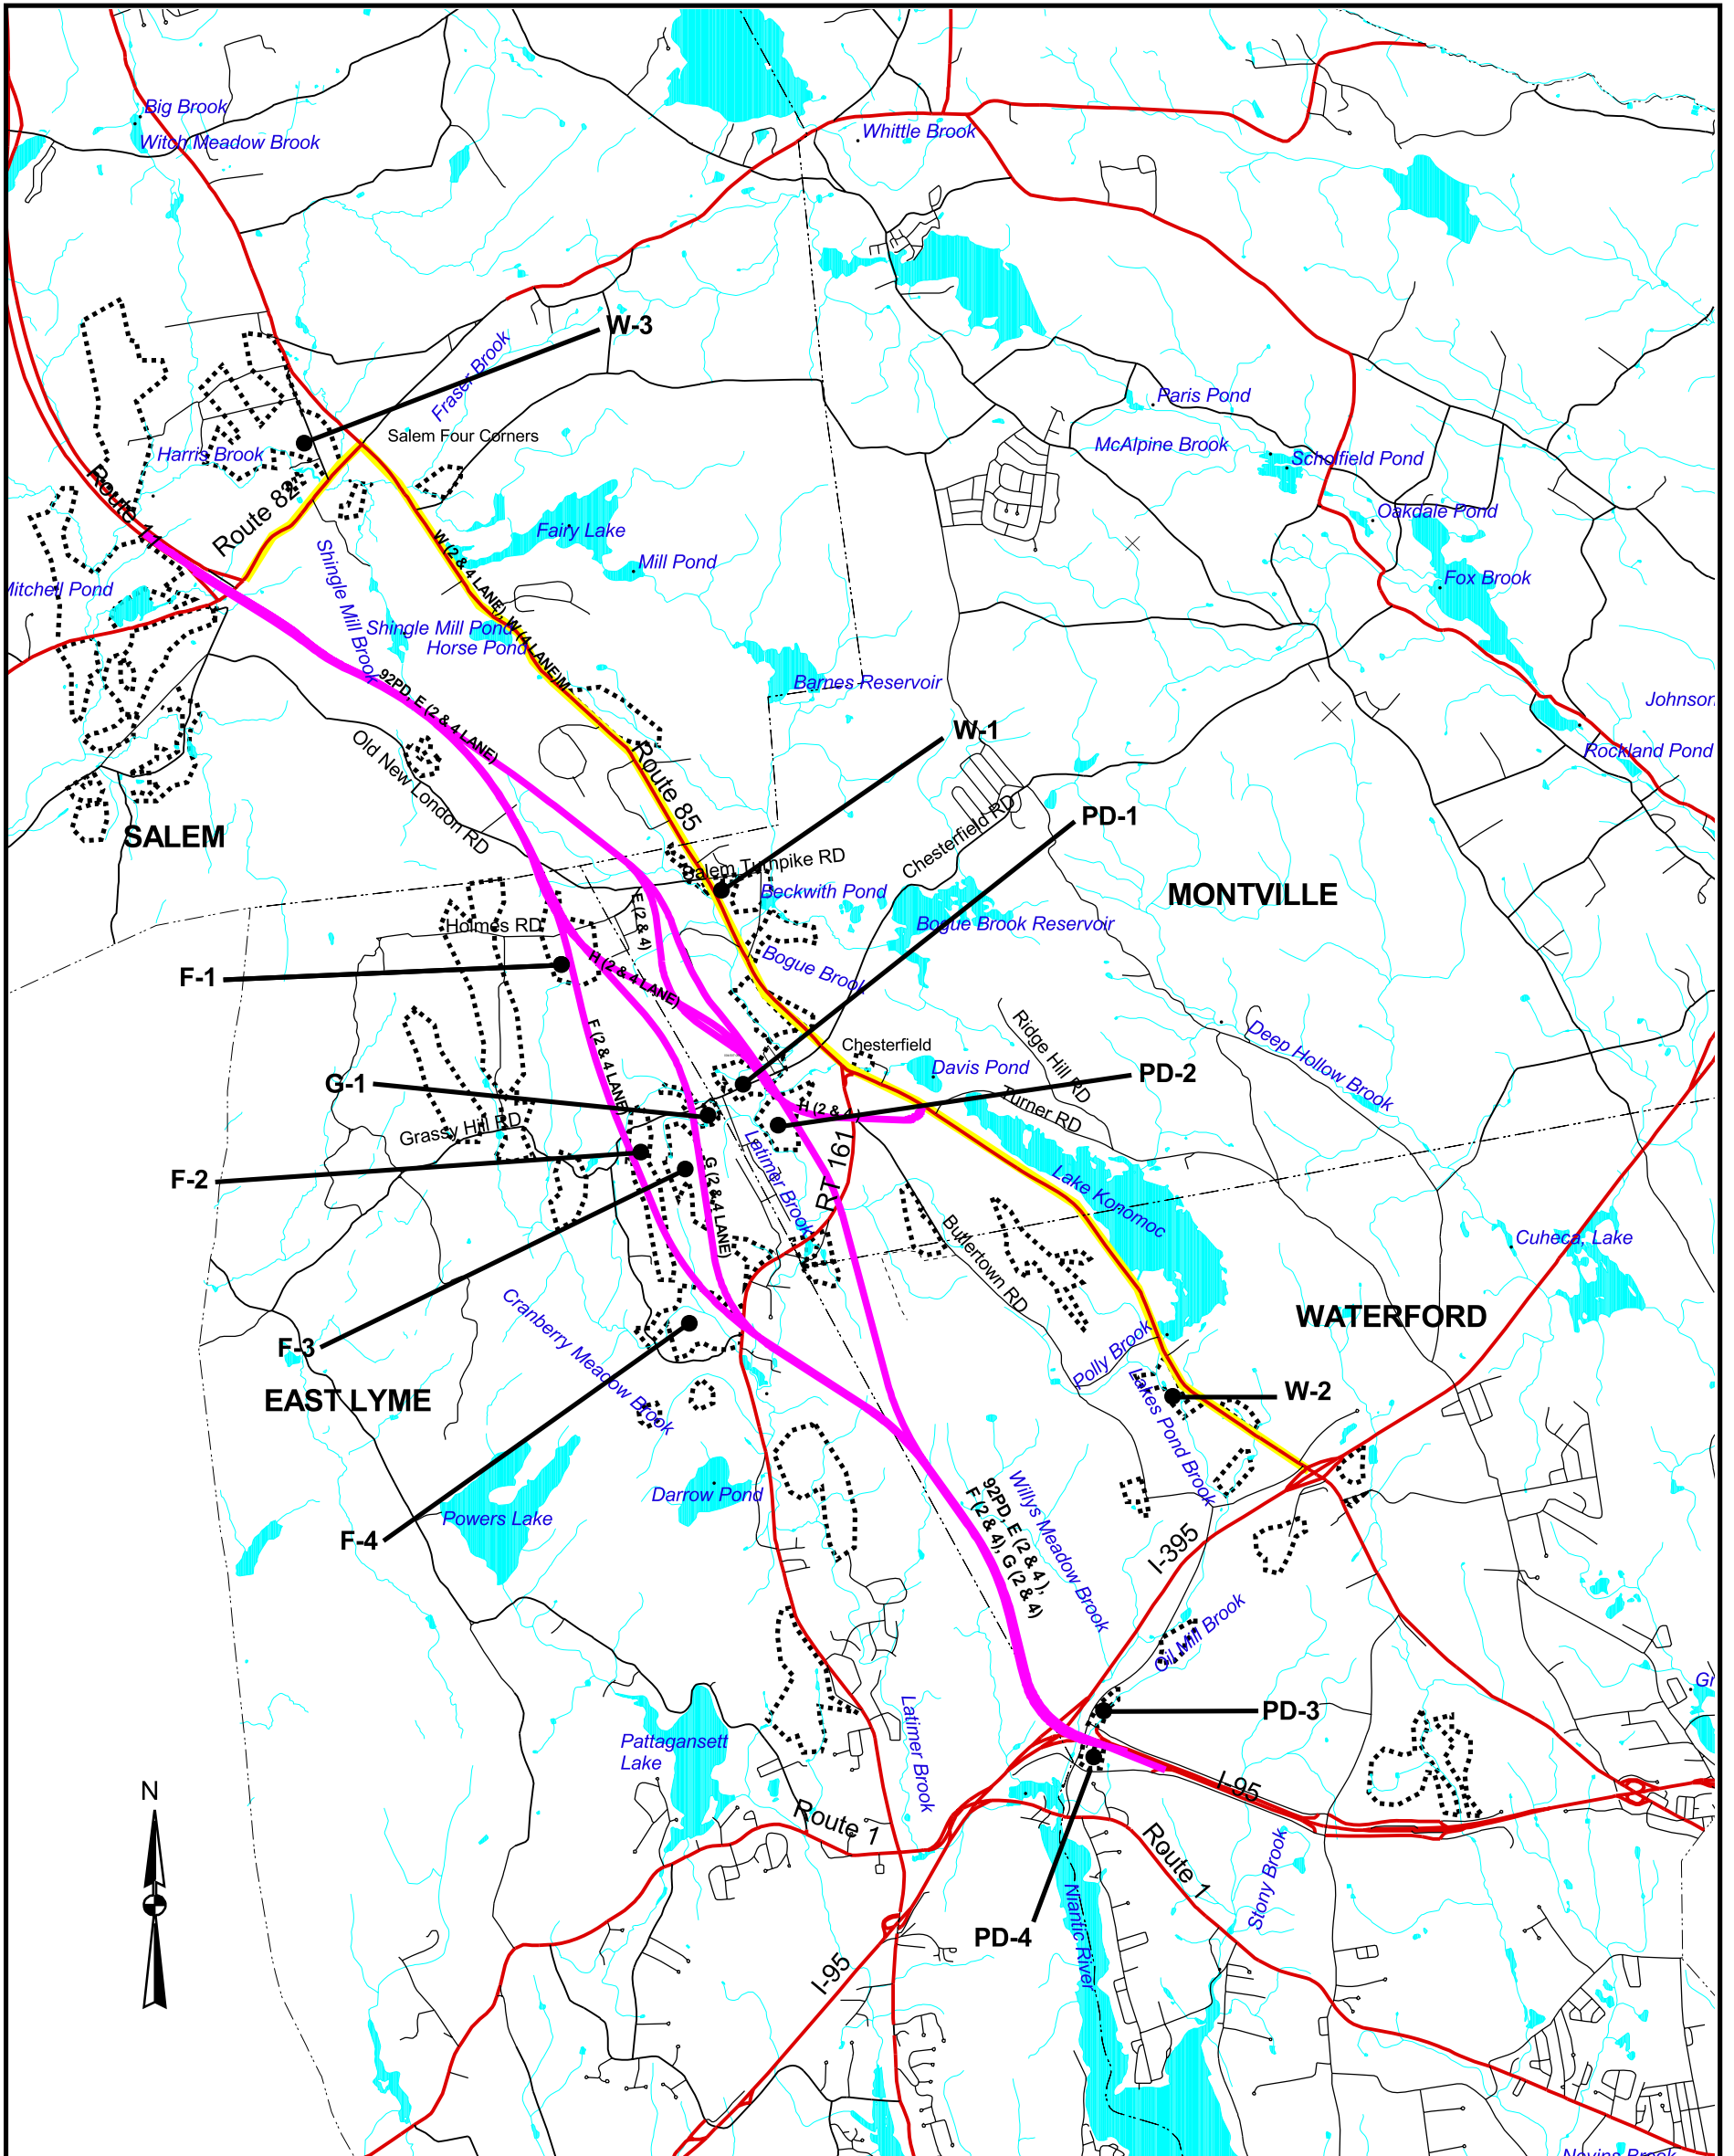 Big Brook
Witch Meadow Brook
Whittle Brook
W-3
Fraser Brook
Salem Four Corners
Paris Pond
McAlpine Brook
Scholfield Pond
Harris Brook
Route 11
Route 82
Oakdale Pond
Fairy Lake
Mill Pond
Fox Brook
Mitchell Pond
Shingle Mill Brook
Shingle Mill Pond
Horse Pond
W (2 & 4 LANE), W (4 LANE)M
92PD, E (2 & 4 LANE)
Barnes Reservoir
Johnson
Rockland Pond
W-1
Old New London RD
Route 85
PD-1
SALEM
Chesterfield RD
Salem Turnpike RD
Beckwith Pond
MONTVILLE
E (2 & 4)
Bogue Brook Reservoir
Holmes RD
Bogue Brook
F-1
H (2 & 4 LANE)
F (2 & 4 LANE)
Ridge Hill RD
Deep Hollow Brook
Chesterfield
Davis Pond
PD-2
G-1
H (2 & 4 )
Turner RD
Grassy Hill RD
Latimer Brook
RT 161
F-2
G (2 & 4 LANE)
Lake Konomoc
Butlertown RD
Cuheca, Lake
Cranberry Meadow Brook
WATERFORD
F-3
Polly Brook
EAST LYME
Lakes Pond Brook
W-2
Darrow Pond
Powers Lake
92PD, E (2 & 4 ),
F (2 & 4), G (2 & 4)
Willys Meadow Brook
F-4
I-395
Oil Mill Brook
Gr
Latimer Brook
PD-3
Pattagansett
Lake
N
I-95
Route 1
Route 1
Stony Brook
Niantic River
PD-4
I-95
Nevins Brook